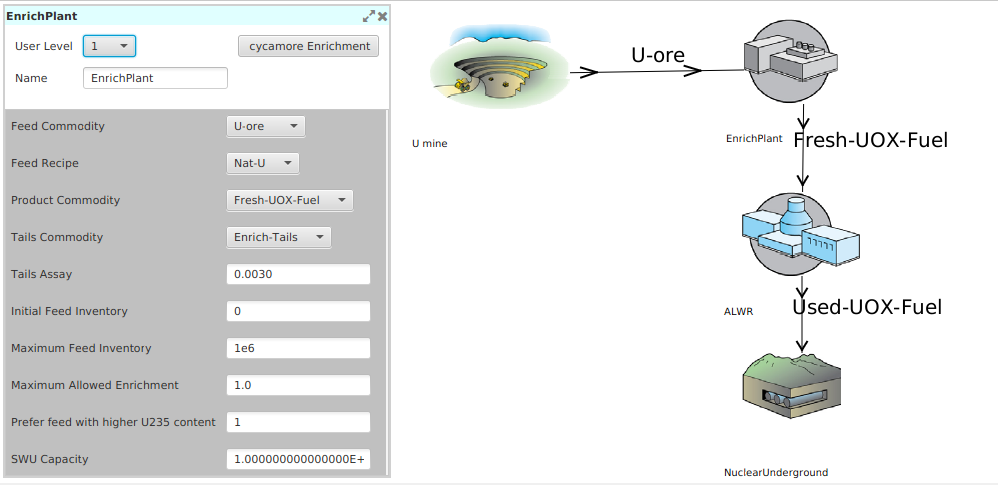 EnrichPlant
User Level 1 cycamore Enrichment
Name EnrichPlant
Feed Commodity U-ore
Feed Recipe Nat-U
Product Commodity Fresh-UOX-Fuel
Tails Commodity Enrich-Tails
Tails Assay 0.0030
Initial Feed Inventory 0
Maximum Feed Inventory 1e6
Maximum Allowed Enrichment 1.0
Prefer feed with higher U235 content 1
SWU Capacity 1.000000000000000E+
U-ore
U mine
EnrichPlant
Fresh-UOX-Fuel
ALWR
Used-UOX-Fuel
NuclearUnderground